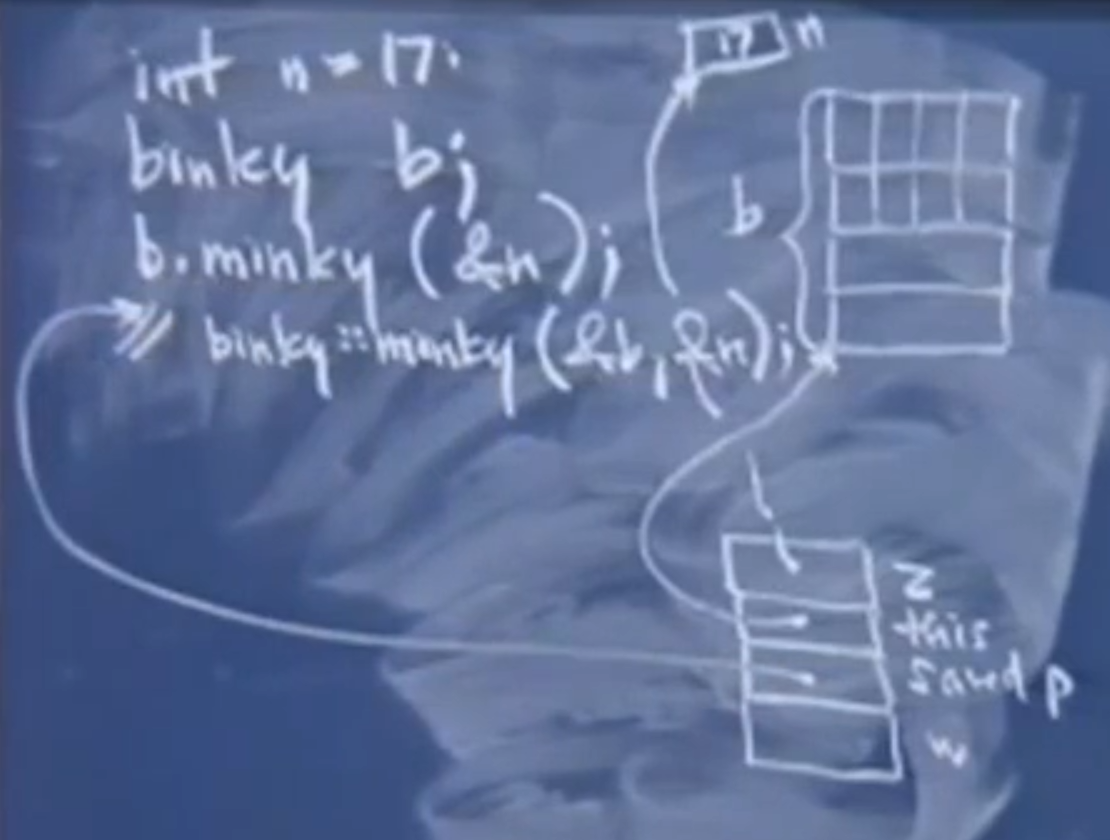 int n = 17;
binky b;
b.minky (&n);
// binky::minky (&b, &n);
17 n
b
z
this
saved p
w